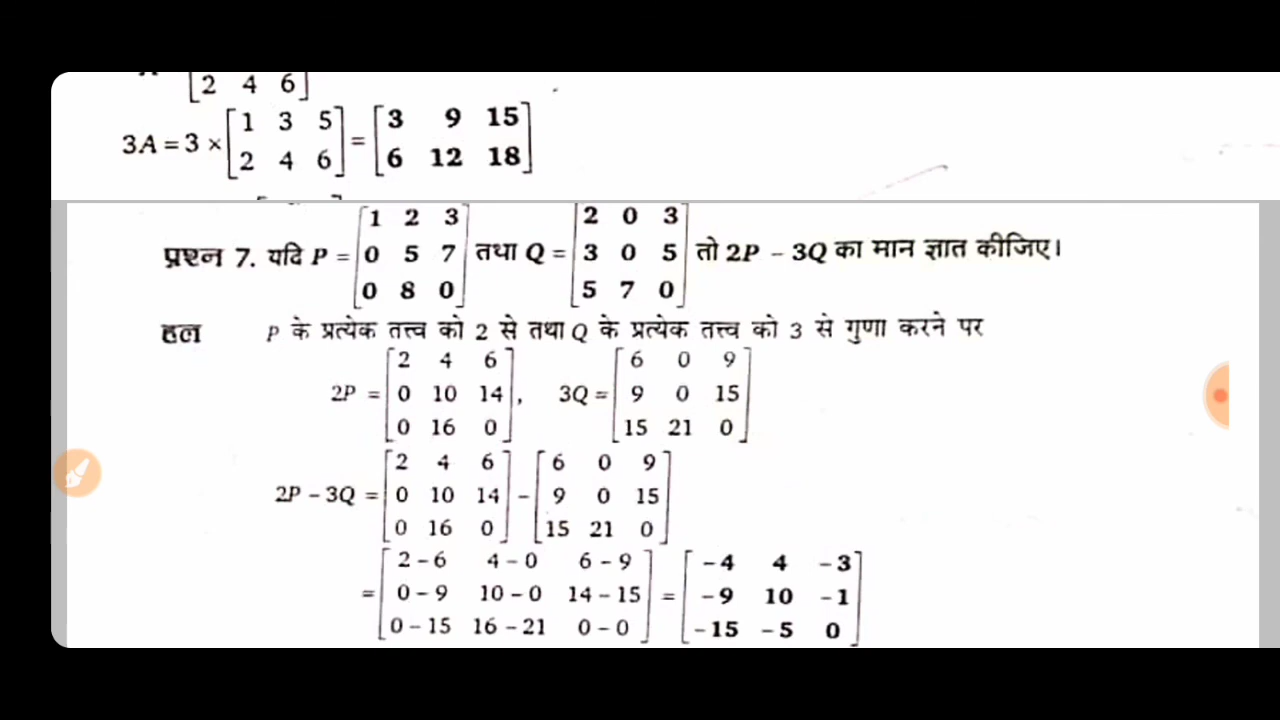 [2 4 6]
3A = 3 × [1 3 5] = [3 9 15]
[2 4 6] [6 12 18]
[1 2 3] [2 0 3]
प्रश्न 7. यदि P = [0 5 7] तथा Q = [3 0 5] तो 2P - 3Q का मान ज्ञात कीजिए।
[0 8 0] [5 7 0]
हल P के प्रत्येक तत्त्व को 2 से तथा Q के प्रत्येक तत्त्व को 3 से गुणा करने पर
[2 4 6] [6 0 9]
2P = [0 10 14], 3Q = [9 0 15]
[0 16 0] [15 21 0]
[2 4 6] [6 0 9]
2P - 3Q = [0 10 14] - [9 0 15]
[0 16 0] [15 21 0]
[2 - 6 4 - 0 6 - 9] [-4 4 -3]
= [0 - 9 10 - 0 14 - 15] = [-9 10 -1]
[0 - 15 16 - 21 0 - 0] [-15 -5 0]